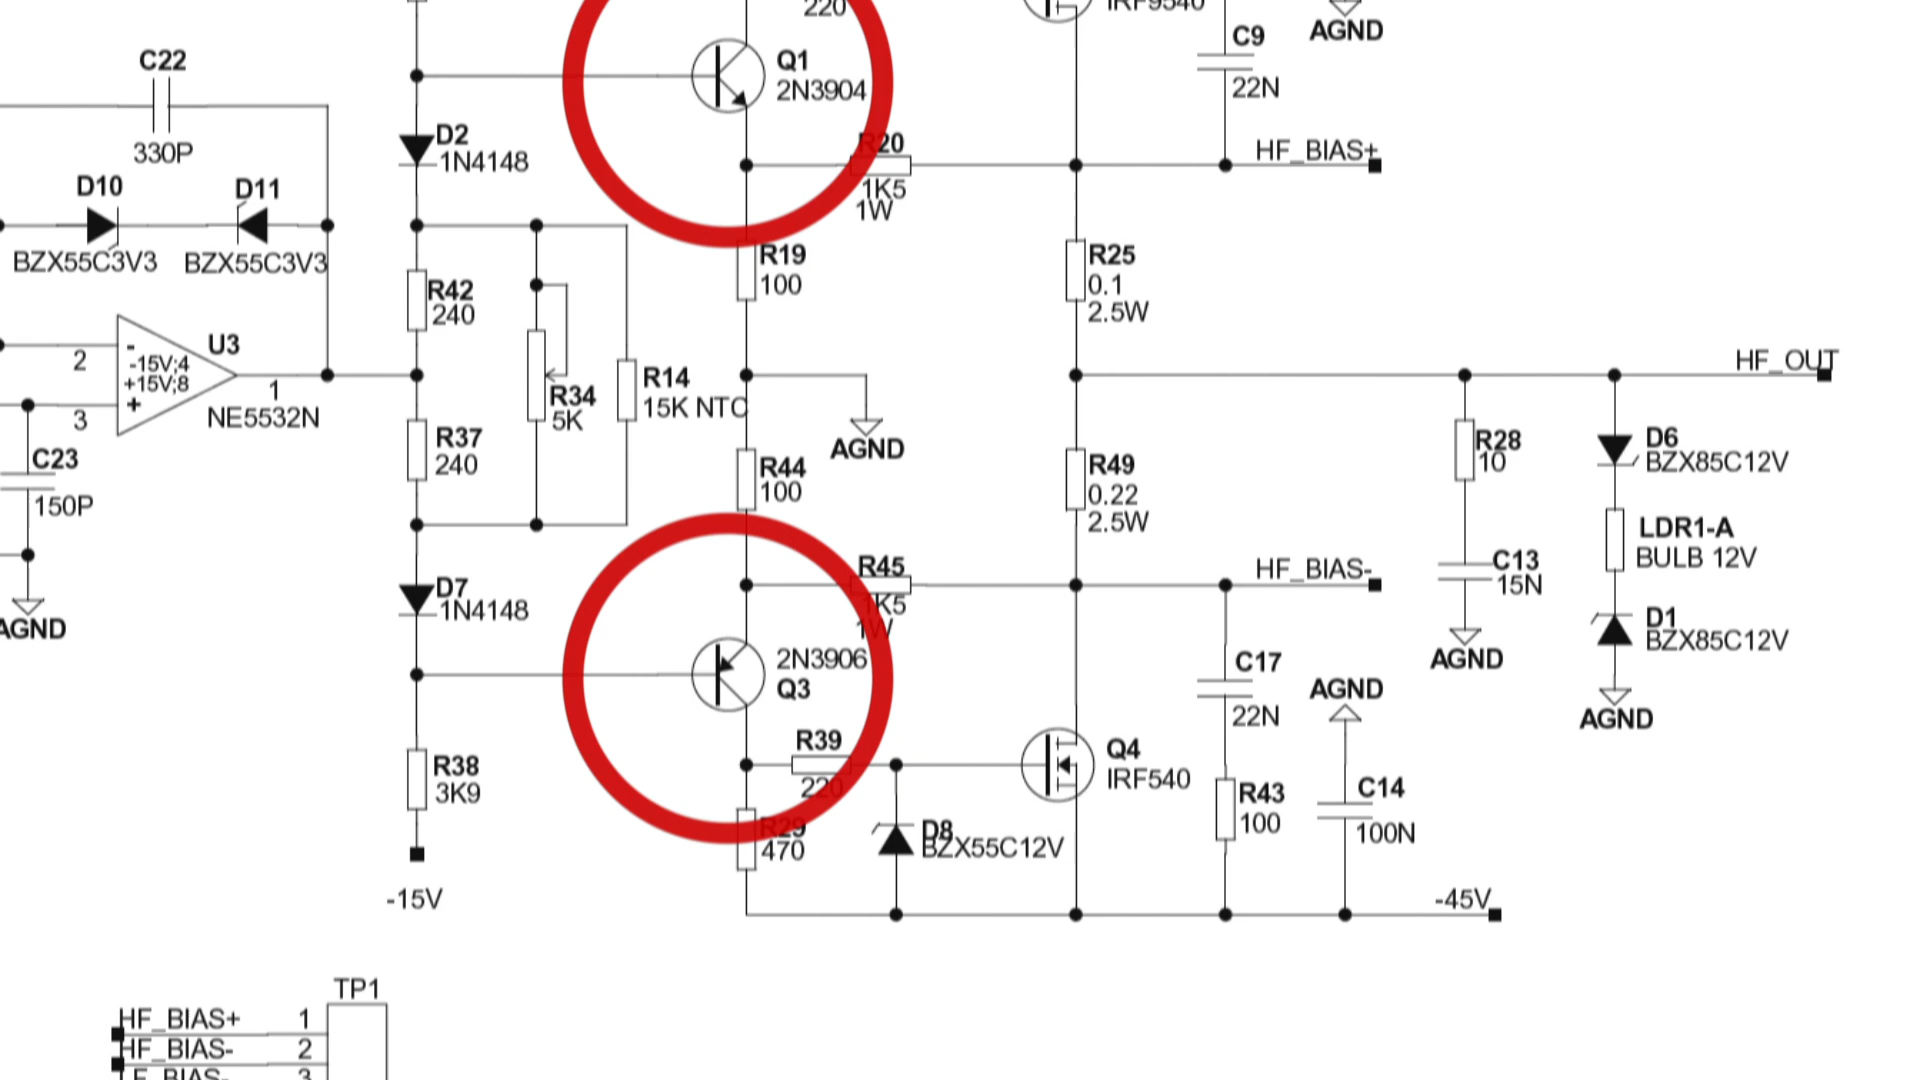 220
IRF9540
AGND
C9
22N
C22
330P
Q1
2N3904
D2
1N4148
R20
1K5
1W
HF_BIAS+
D10
D11
BZX55C3V3
BZX55C3V3
R19
100
R25
0.1
2.5W
R42
240
U3
2
-
-15V;4
+15V;8
+
3
1
NE5532N
R34
5K
R14
15K NTC
AGND
HF_OUT
R37
240
C23
150P
AGND
R44
100
R49
0.22
2.5W
R28
10
D6
BZX85C12V
LDR1-A
BULB 12V
C13
15N
AGND
D1
BZX85C12V
AGND
D7
1N4148
R45
1K5
1W
HF_BIAS-
2N3906
Q3
C17
22N
AGND
R39
220
Q4
IRF540
R38
3K9
-15V
R29
470
D8
BZX55C12V
R43
100
C14
100N
-45V
TP1
HF_BIAS+ 1
HF_BIAS- 2
LF_BIAS- 3